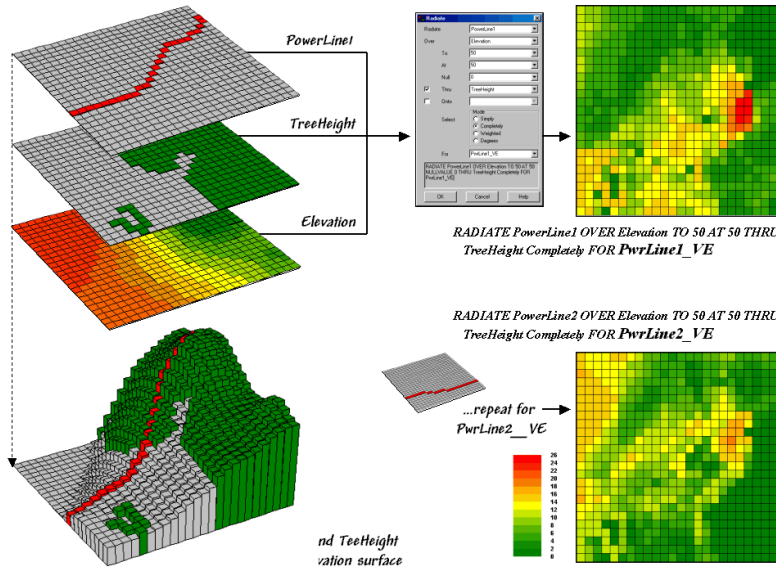 PowerLine1
TreeHeight
Elevation
Radiate
Radiate PowerLine1
Over Elevation
To 50
At 50
Null 0
Thru TreeHeight
Onto
Mode
Select Simply
Completely
Weighted
Degrees
For PwrLine1_VE
RADIATE PowerLine1 OVER Elevation TO 50 AT 50
NULLVALUE 0 THRU TreeHeight Completely FOR
PwrLine1_VE
OK Cancel Help
RADIATE PowerLine1 OVER Elevation TO 50 AT 50 THRU
TreeHeight Completely FOR PwrLine1_VE
RADIATE PowerLine2 OVER Elevation TO 50 AT 50 THRU
TreeHeight Completely FOR PwrLine2_VE
...repeat for
PwrLine2_VE
26
24
22
20
18
16
14
12
10
8
6
4
2
0
nd TeeHeight
vation surface